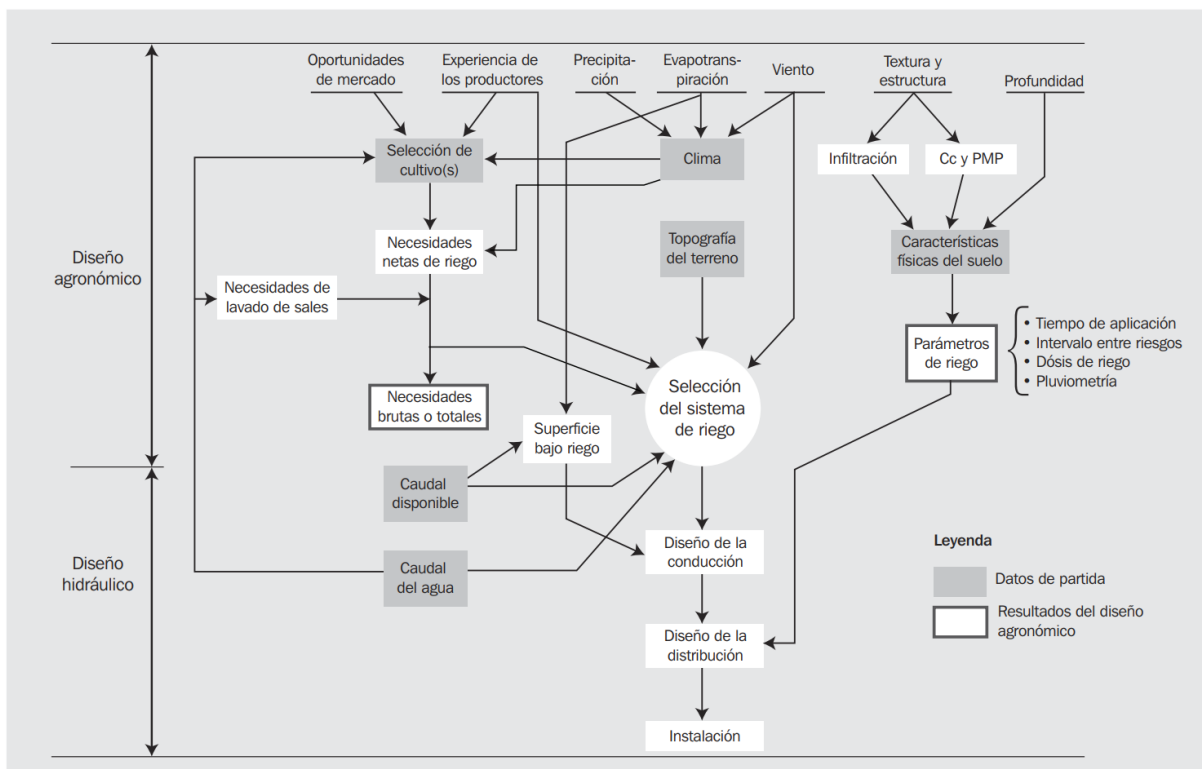 Oportunidades
de mercado
Experiencia de
los productores
Precipita-
ción
Evapotrans-
piración
Viento
Textura y
estructura
Profundidad
Selección de
cultivo(s)
Clima
Infiltración
Cc y PMP
Diseño
agronómico
Necesidades
netas de riego
Topografía
del terreno
Características
físicas del suelo
Necesidades de
lavado de sales
Parámetros
de riego
• Tiempo de aplicación
• Intervalo entre riesgos
• Dósis de riego
• Pluviometría
Necesidades
brutas o totales
Selección
del sistema
de riego
Superficie
bajo riego
Caudal
disponible
Diseño
hidráulico
Caudal
del agua
Diseño de la
conducción
Diseño de la
distribución
Instalación
Leyenda
Datos de partida
Resultados del diseño
agronómico